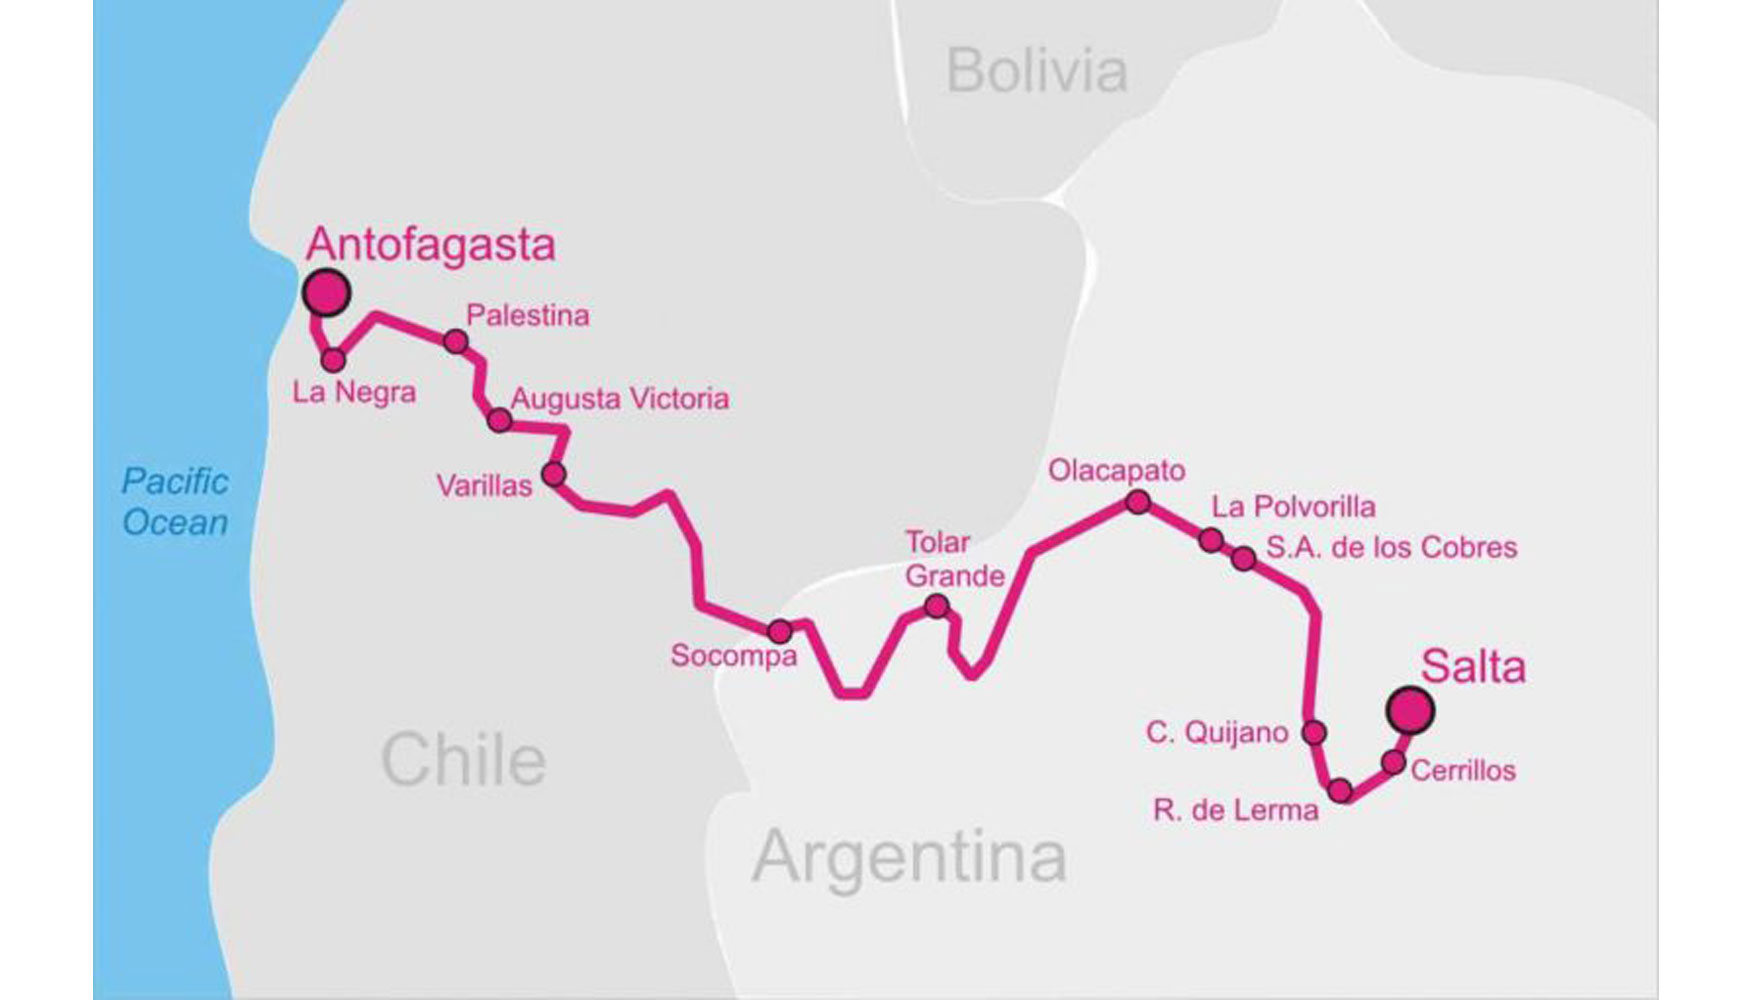 Bolivia
Antofagasta
Palestina
La Negra
Augusta Victoria
Varillas
Pacific
Ocean
Olacapato
La Polvorilla
S.A. de los Cobres
Tolar
Grande
Socompa
Salta
C. Quijano
Cerrillos
R. de Lerma
Chile
Argentina